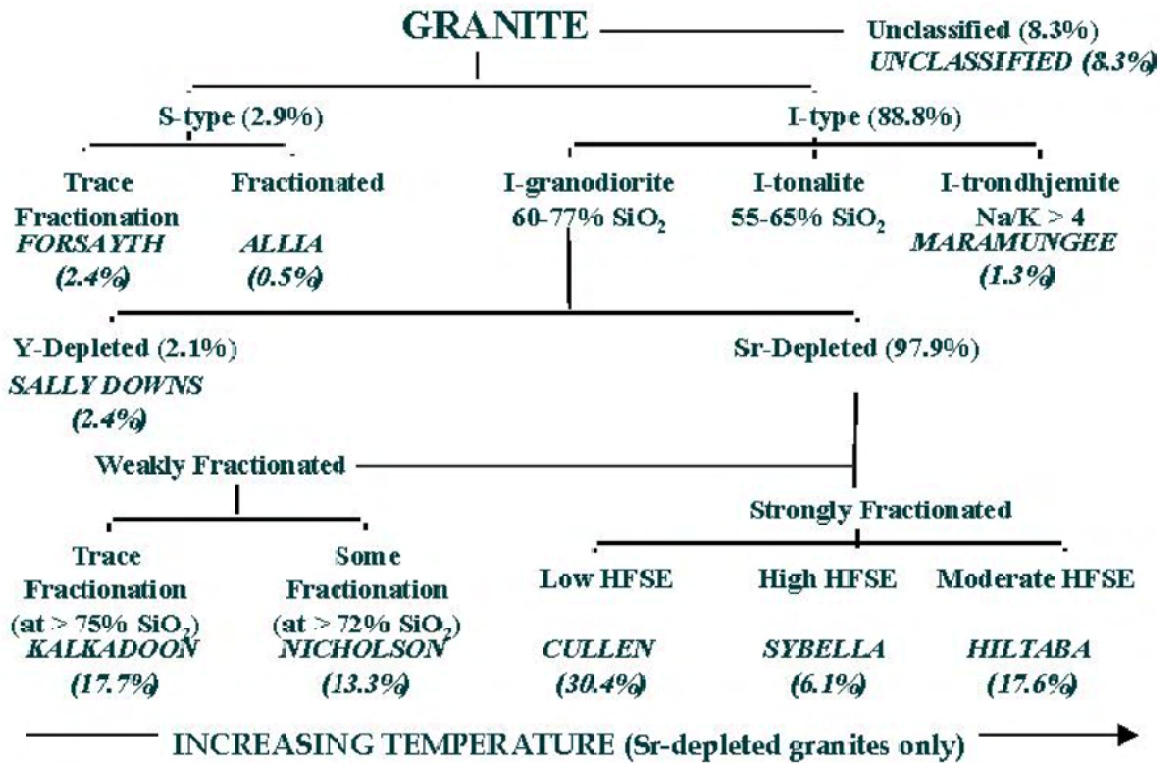 GRANITE
Unclassified (8.3%)
UNCLASSIFIED (8.3%)
S-type (2.9%)
I-type (88.8%)
Trace
Fractionation
FORSAYTH
(2.4%)
Fractionated
ALLIA
(0.5%)
I-granodiorite
60-77% SiO₂
I-tonalite
55-65% SiO₂
I-trondhjemite
Na/K > 4
MARAMUNGEE
(1.3%)
Y-Depleted (2.1%)
SALLY DOWNS
(2.4%)
Sr-Depleted (97.9%)
Weakly Fractionated
Strongly Fractionated
Trace
Fractionation
(at > 75% SiO₂)
KALKADOON
(17.7%)
Some
Fractionation
(at > 72% SiO₂)
NICHOLSON
(13.3%)
Low HFSE
CULLEN
(30.4%)
High HFSE
SYBELLA
(6.1%)
Moderate HFSE
HILTABA
(17.6%)
INCREASING TEMPERATURE (Sr-depleted granites only)